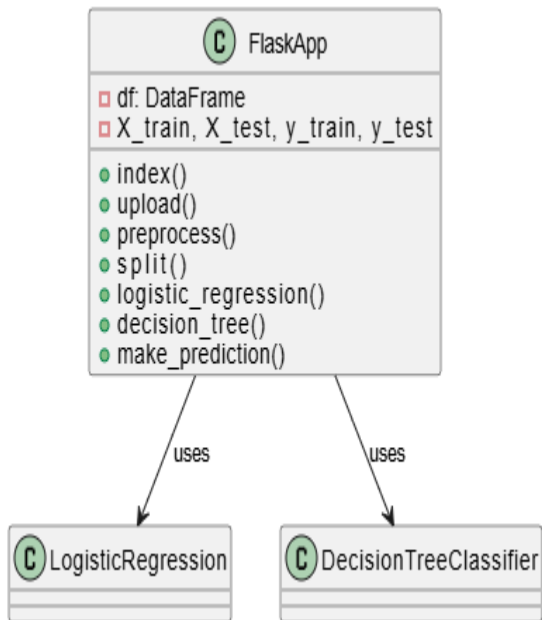 C FlaskApp
df: DataFrame
X_train, X_test, y_train, y_test
index()
upload()
preprocess()
split()
logistic_regression()
decision_tree()
make_prediction()
uses
uses
C LogisticRegression
C DecisionTreeClassifier